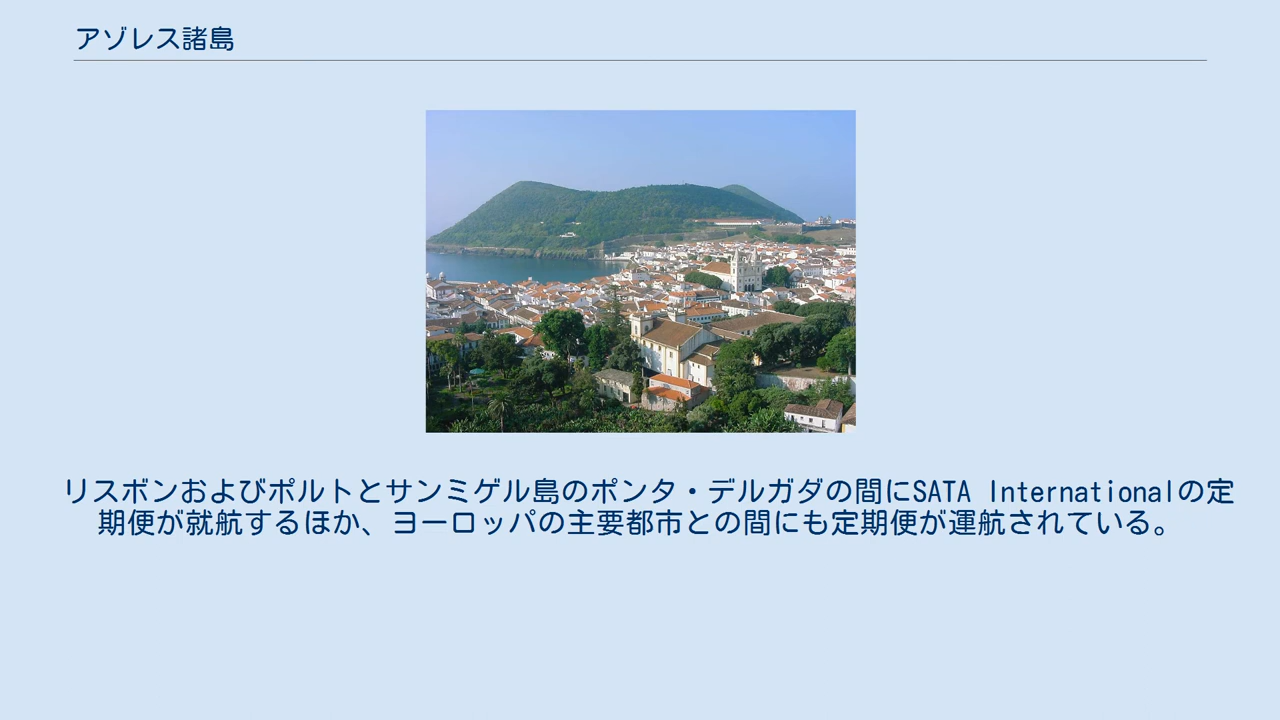 アゾレス諸島
リスボンおよびポルトとサンミゲル島のポンタ・デルガダの間にSATA Internationalの定
期便が就航するほか、ヨーロッパの主要都市との間にも定期便が運航されている。